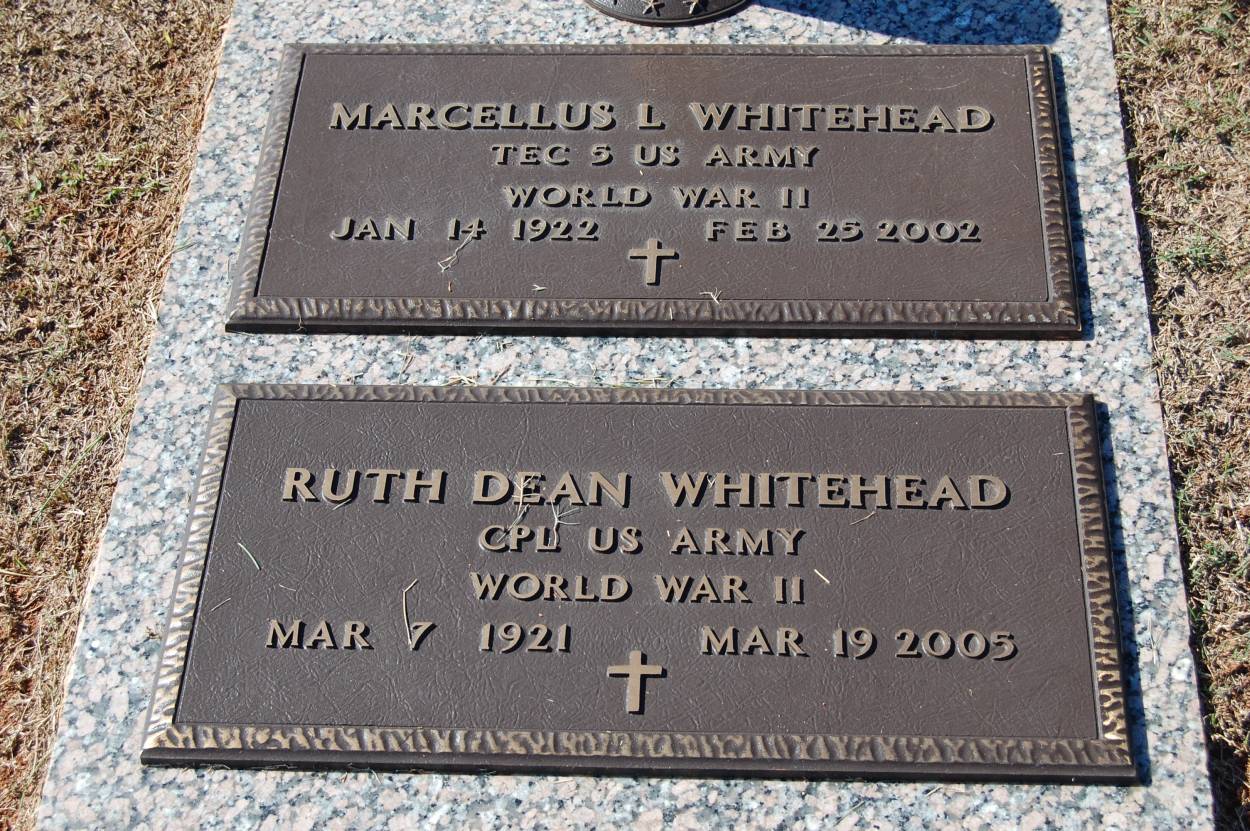 MARCELLUS L WHITEHEAD
TEC 5 US ARMY
WORLD WAR II
JAN 14 1922 FEB 25 2002
RUTH DEAN WHITEHEAD
CPL US ARMY
WORLD WAR II
MAR 7 1921 MAR 19 2005